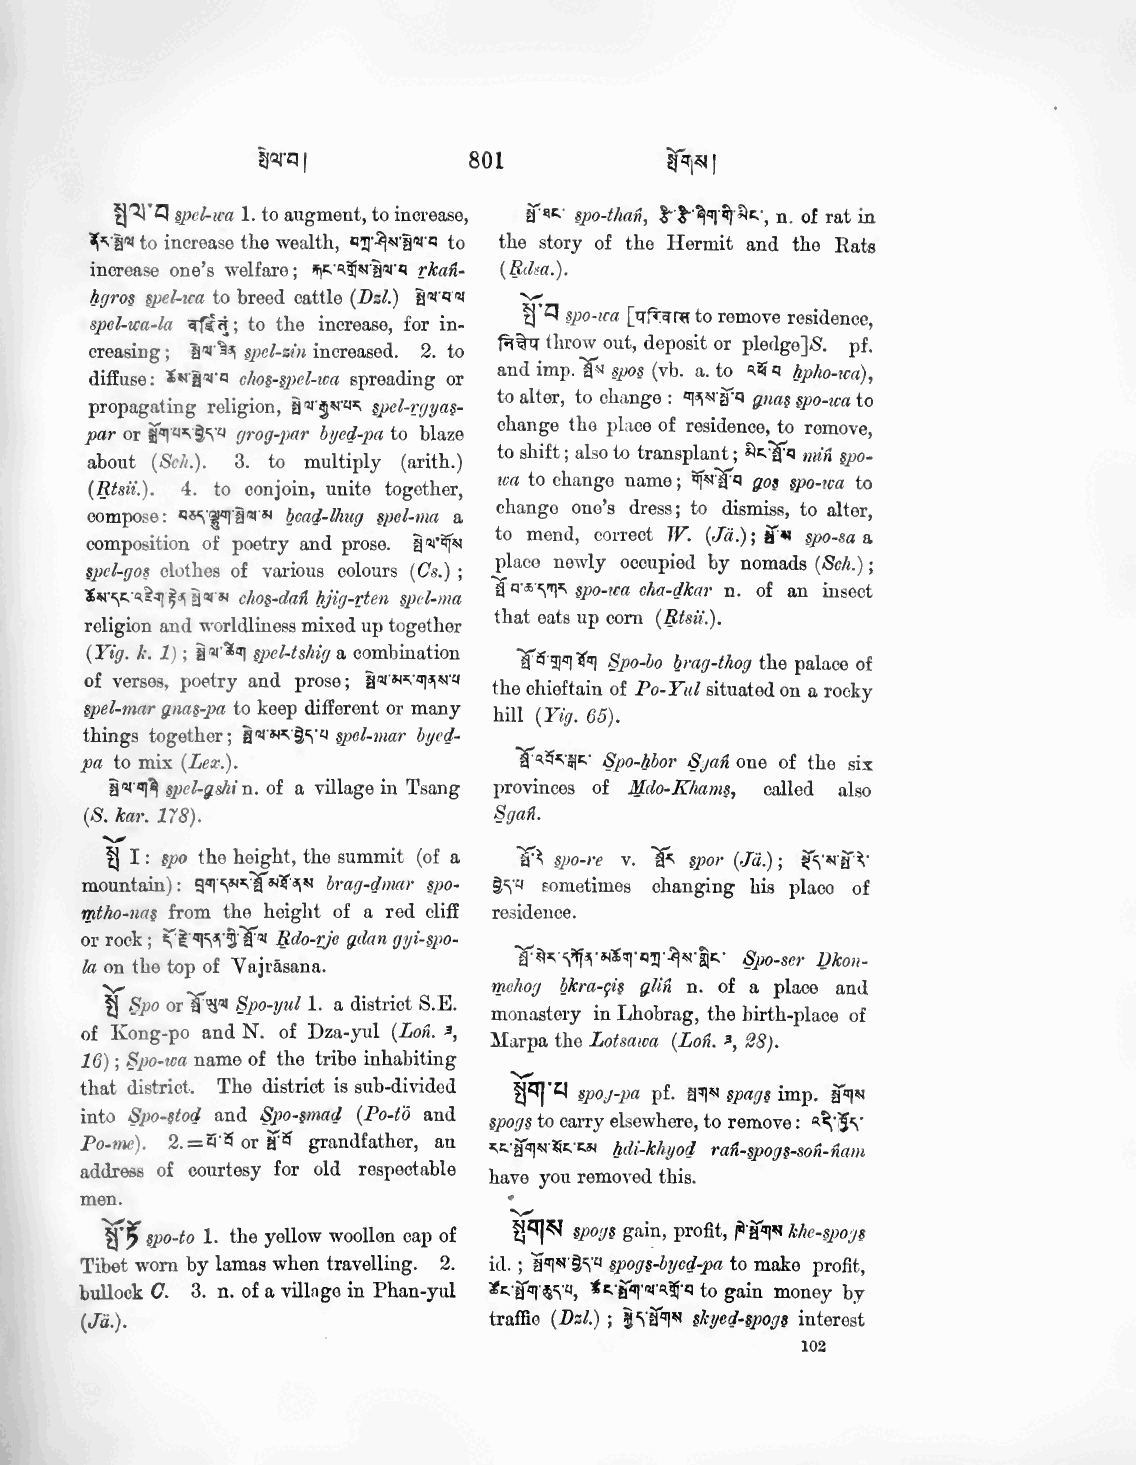 སྤེལ་བ།
801
སྤོགས།
སྤེལ་བ spel-wa 1. to augment, to increase,
ནོར་སྤེལ to increase the wealth, བཀྲ་ཤིས་སྤེལ་བ to
increase one's welfare; རྐང་འགྲོས་སྤེལ་བ rkaṅ-
ḥgros spel-wa to breed cattle (Dzl.) སྤེལ་བ་ལ
spel-wa-la वर्द्धितुं; to the increase, for in-
creasing; སྤེལ་ཟིན spel-zin increased. 2. to
diffuse: ཆོས་སྤེལ་བ chos-spel-wa spreading or
propagating religion, སྤེལ་རྒྱས་པར spel-rgyas-
par or སྒྲོག་པར་བྱེད་པ grog-par byed-pa to blaze
about (Sch.). 3. to multiply (arith.)
(Rtsii.). 4. to conjoin, unite together,
compose: བཅད་ལྷུག་སྤེལ་མ bcad-lhug spel-ma a
composition of poetry and prose. སྤེལ་གོས
spel-gos clothes of various colours (Cs.);
ཆོས་དང་འཇིག་རྟེན་སྤེལ་མ chos-daṅ ḥjig-rten spel-ma
religion and worldliness mixed up together
(Yig. k. 1); སྤེལ་ཚིག spel-tshig a combination
of verses, poetry and prose; སྤེལ་མར་གནས་པ
spel-mar gnas-pa to keep different or many
things together; སྤེལ་མར་བྱེད་པ spel-mar byed-
pa to mix (Lex.).
སྤེལ་གཞི spel-gshi n. of a village in Tsang
(S. kar. 178).
སྤོ I: spo the height, the summit (of a
mountain): བྲག་དམར་སྤོ་མཐོ་ནས brag-dmar spo-
mtho-nas from the height of a red cliff
or rock; རྡོ་རྗེ་གདན་གྱི་སྤོ་ལ Rdo-rje gdan gyi-spo-
la on the top of Vajrāsana.
སྤོ Spo or སྤོ་ཡུལ Spo-yul 1. a district S.E.
of Kong-po and N. of Dza-yul (Loṅ. ༣,
16); Spo-wa name of the tribe inhabiting
that district. The district is sub-divided
into Spo-stod and Spo-smad (Po-tö and
Po-me). 2. = པོ་བོ or སྤོ་བོ grandfather, an
address of courtesy for old respectable
men.
སྤོ་ཏོ spo-to 1. the yellow woollen cap of
Tibet worn by lamas when travelling. 2.
bullock C. 3. n. of a village in Phan-yul
(Jä.).
སྤོ་ཐང་ spo-thaṅ, རྩི་རྩི་ཞིག་གི་མིང་, n. of rat in
the story of the Hermit and the Rats
(Rdsa.).
སྤོ་བ spo-wa [परिवास to remove residence,
निक्षेप throw out, deposit or pledge]S. pf.
and imp. སྤོས spos (vb. a. to འཕོ་བ ḥpho-wa),
to alter, to change: གནས་སྤོ་བ gnas spo-wa to
change the place of residence, to remove,
to shift; also to transplant; མིང་སྤོ་བ miṅ spo-
wa to change name; གོས་སྤོ་བ gos spo-wa to
change one's dress; to dismiss, to alter,
to mend, correct W. (Jä.); སྤོ་ས spo-sa a
place newly occupied by nomads (Sch.);
སྤོ་བ་ཆ་དཀར spo-wa cha-dkar n. of an insect
that eats up corn (Rtsii.).
སྤོ་བོ་བྲག་ཐོག Spo-bo brag-thog the palace of
the chieftain of Po-Yul situated on a rocky
hill (Yig. 65).
སྤོ་འབོར་སྒང་ Spo-ḥbor Sgaṅ one of the six
provinces of Mdo-Khams, called also
Sgaṅ.
སྤོ་རེ spo-re v. སྤོར spor (Jä.); སྡོད་ས་སྤོ་རེ་
བྱེད་པ sometimes changing his place of
residence.
སྤོ་སེར་དཀོན་མཆོག་བཀྲ་ཤིས་གླིང་ Spo-ser Dkon-
mchog bkra-çis gliṅ n. of a place and
monastery in Lhobrag, the birth-place of
Marpa the Lotsawa (Loṅ. ༣, 28).
སྤོག་པ spog-pa pf. སྤགས spags imp. སྤོགས
spogs to carry elsewhere, to remove: འདི་ཁྱོད་
རང་སྤོགས་སོང་ངམ ḥdi-khyod raṅ-spogs-soṅ-ṅam
have you removed this.
སྤོགས spogs gain, profit, ཁེ་སྤོགས khe-spogs
id.; སྤོགས་བྱེད་པ spogs-byed-pa to make profit,
ཚོང་སྤོག་རྒྱད་པ, ཚོང་སྤོག་ལ་འགྲོ་བ to gain money by
traffic (Dzl.); སྐྱེད་སྤོགས skyed-spogs interest
102